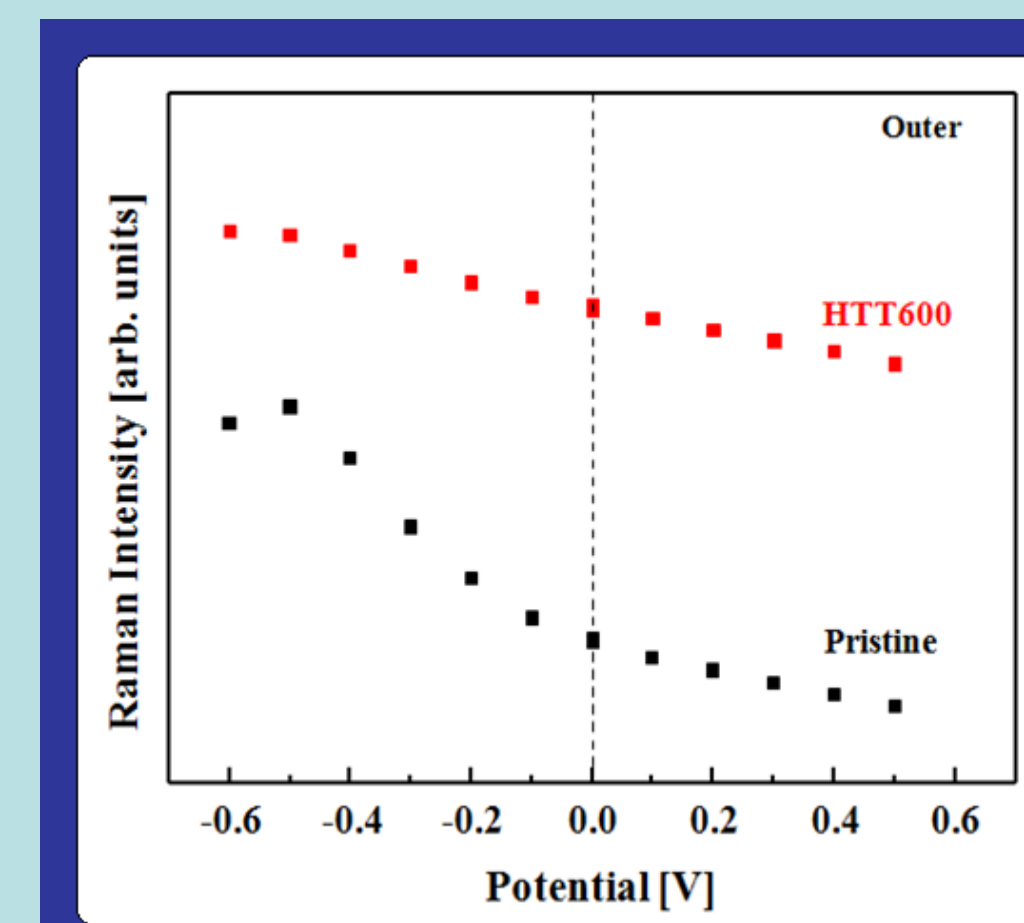 Outer
Raman Intensity [arb. units]
HTT600
Pristine
-0.6 -0.4 -0.2 0.0 0.2 0.4 0.6
Potential [V]